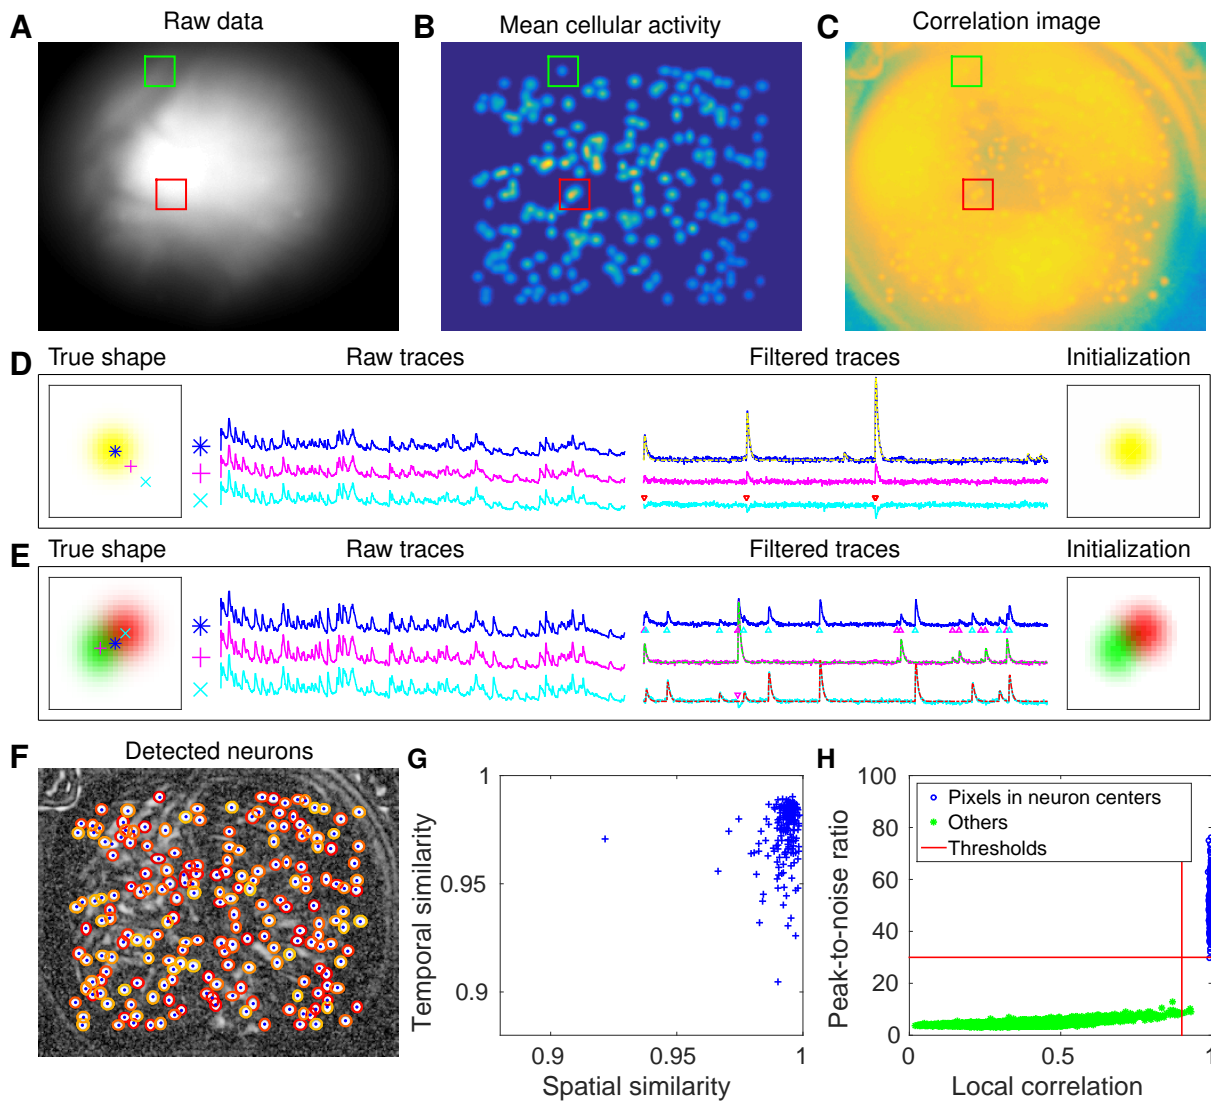 A
Raw data
B
Mean cellular activity
C
Correlation image
D
True shape
Raw traces
Filtered traces
Initialization
E
True shape
Raw traces
Filtered traces
Initialization
F
Detected neurons
G
1
0.95
0.9
0.9
0.95
1
Temporal similarity
Spatial similarity
H
100
80
60
40
20
0
0
0.5
1
Peak-to-noise ratio
Local correlation
Pixels in neuron centers
Others
Thresholds